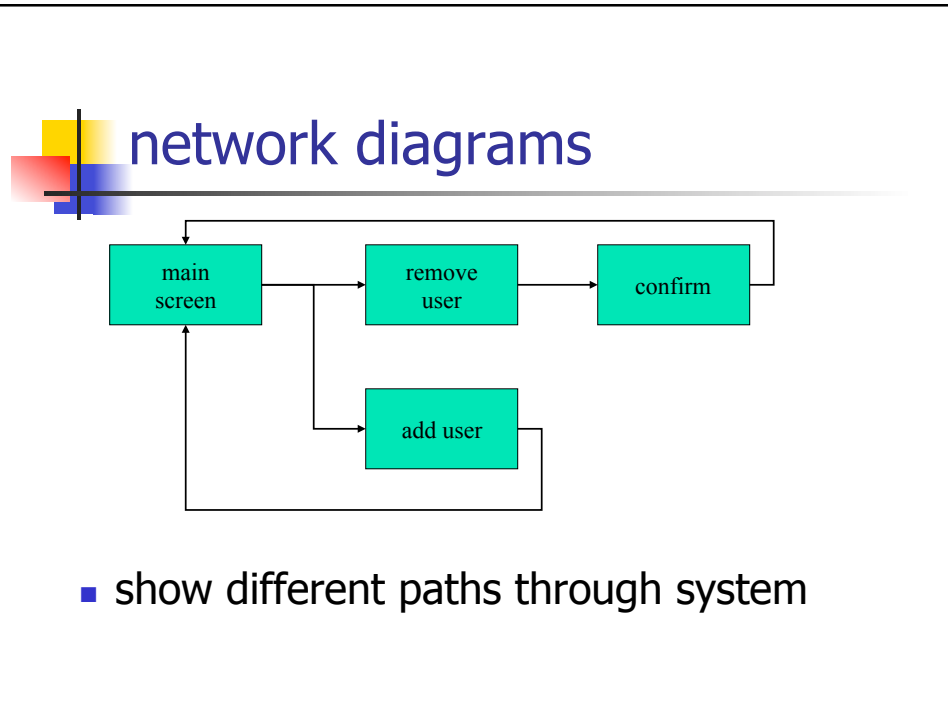 network diagrams
main
screen
remove
user
confirm
add user
show different paths through system